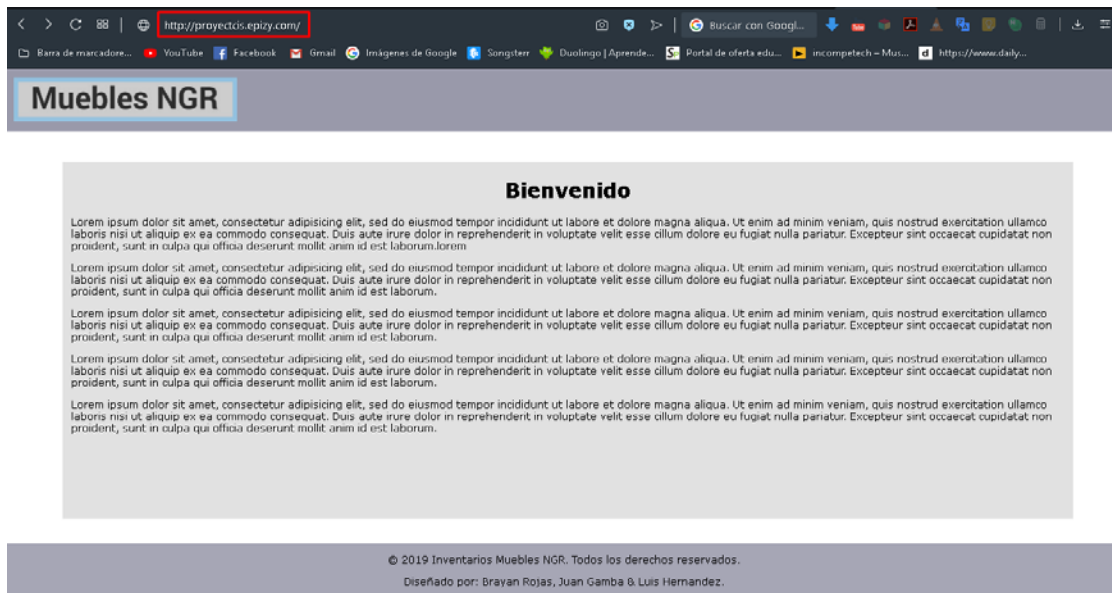 http://proyectcis.epizy.com/
Buscar con Googl...
Barra de marcadore... YouTube Facebook Gmail Imágenes de Google Songsterr Duolingo | Aprende... Portal de oferta edu... incompetech – Mus... https://www.daily...
Muebles NGR
Bienvenido
Lorem ipsum dolor sit amet, consectetur adipisicing elit, sed do eiusmod tempor incididunt ut labore et dolore magna aliqua. Ut enim ad minim veniam, quis nostrud exercitation ullamco
laboris nisi ut aliquip ex ea commodo consequat. Duis aute irure dolor in reprehenderit in voluptate velit esse cillum dolore eu fugiat nulla pariatur. Excepteur sint occaecat cupidatat non
proident, sunt in culpa qui officia deserunt mollit anim id est laborum.lorem
Lorem ipsum dolor sit amet, consectetur adipisicing elit, sed do eiusmod tempor incididunt ut labore et dolore magna aliqua. Ut enim ad minim veniam, quis nostrud exercitation ullamco
laboris nisi ut aliquip ex ea commodo consequat. Duis aute irure dolor in reprehenderit in voluptate velit esse cillum dolore eu fugiat nulla pariatur. Excepteur sint occaecat cupidatat non
proident, sunt in culpa qui officia deserunt mollit anim id est laborum.
Lorem ipsum dolor sit amet, consectetur adipisicing elit, sed do eiusmod tempor incididunt ut labore et dolore magna aliqua. Ut enim ad minim veniam, quis nostrud exercitation ullamco
laboris nisi ut aliquip ex ea commodo consequat. Duis aute irure dolor in reprehenderit in voluptate velit esse cillum dolore eu fugiat nulla pariatur. Excepteur sint occaecat cupidatat non
proident, sunt in culpa qui officia deserunt mollit anim id est laborum.
Lorem ipsum dolor sit amet, consectetur adipisicing elit, sed do eiusmod tempor incididunt ut labore et dolore magna aliqua. Ut enim ad minim veniam, quis nostrud exercitation ullamco
laboris nisi ut aliquip ex ea commodo consequat. Duis aute irure dolor in reprehenderit in voluptate velit esse cillum dolore eu fugiat nulla pariatur. Excepteur sint occaecat cupidatat non
proident, sunt in culpa qui officia deserunt mollit anim id est laborum.
Lorem ipsum dolor sit amet, consectetur adipisicing elit, sed do eiusmod tempor incididunt ut labore et dolore magna aliqua. Ut enim ad minim veniam, quis nostrud exercitation ullamco
laboris nisi ut aliquip ex ea commodo consequat. Duis aute irure dolor in reprehenderit in voluptate velit esse cillum dolore eu fugiat nulla pariatur. Excepteur sint occaecat cupidatat non
proident, sunt in culpa qui officia deserunt mollit anim id est laborum.
© 2019 Inventarios Muebles NGR. Todos los derechos reservados.
Diseñado por: Brayan Rojas, Juan Gamba & Luis Hernandez.